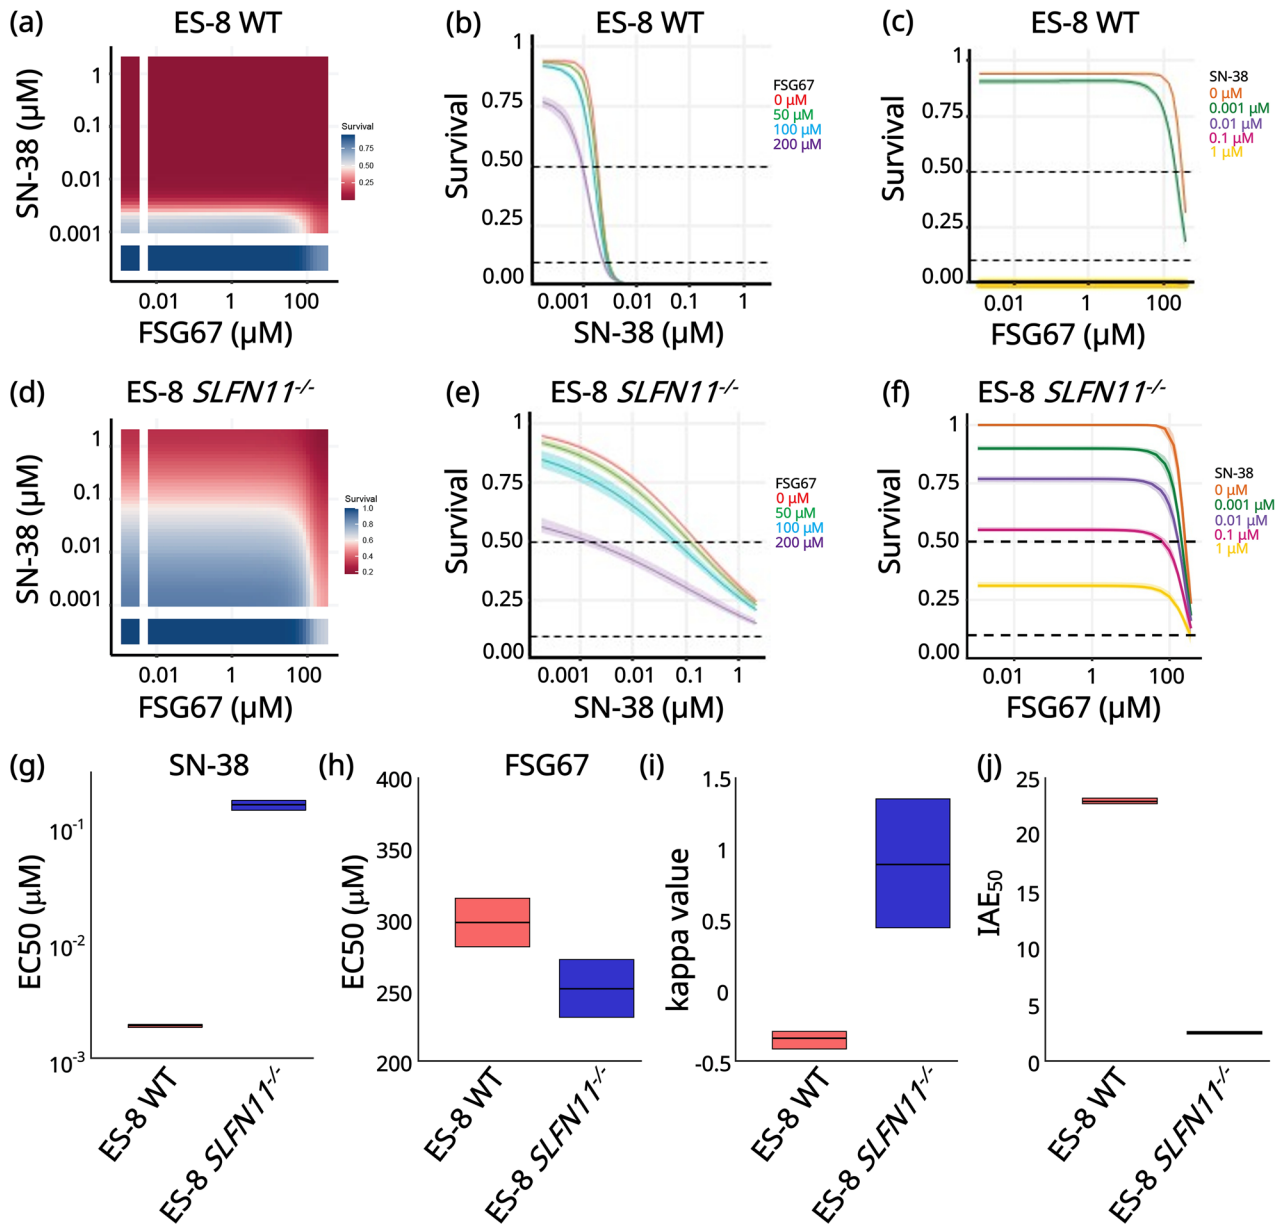 (a) ES-8 WT
SN-38 (μM)
1
0.1
0.01
0.001
0.01 1 100
FSG67 (μM)
Survival
0.75
0.50
0.25
(b) ES-8 WT
Survival
1
0.75
0.50
0.25
0.00
0.001 0.01 0.1 1
SN-38 (μM)
FSG67
0 μM
50 μM
100 μM
200 μM
(c) ES-8 WT
Survival
1
0.75
0.50
0.25
0.00
0.01 1 100
FSG67 (μM)
SN-38
0 μM
0.001 μM
0.01 μM
0.1 μM
1 μM
(d) ES-8 SLFN11-/-
SN-38 (μM)
1
0.1
0.01
0.001
0.01 1 100
FSG67 (μM)
Survival
1.0
0.8
0.6
0.4
0.2
(e) ES-8 SLFN11-/-
Survival
1
0.75
0.50
0.25
0.00
0.001 0.01 0.1 1
SN-38 (μM)
FSG67
0 μM
50 μM
100 μM
200 μM
(f) ES-8 SLFN11-/-
Survival
1
0.75
0.50
0.25
0.00
0.01 1 100
FSG67 (μM)
SN-38
0 μM
0.001 μM
0.01 μM
0.1 μM
1 μM
(g) SN-38
EC50 (μM)
10-1
10-2
10-3
ES-8 WT
ES-8 SLFN11-/-
(h) FSG67
EC50 (μM)
400
350
300
250
200
ES-8 WT
ES-8 SLFN11-/-
(i)
kappa value
1.5
1
0.5
0
-0.5
ES-8 WT
ES-8 SLFN11-/-
(j)
IAE50
25
20
15
10
5
0
ES-8 WT
ES-8 SLFN11-/-